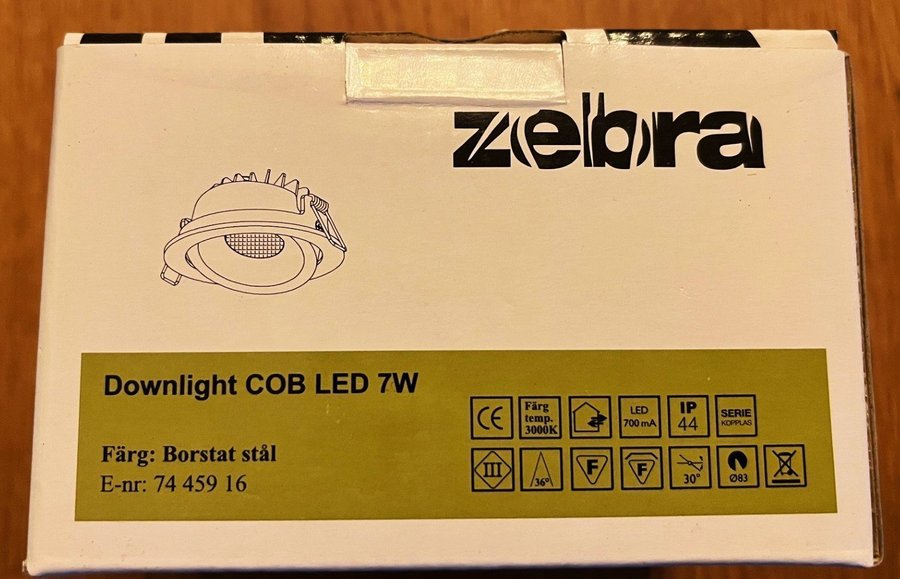 zebra
Downlight COB LED 7W
Färg: Borstat stål
E-nr: 74 459 16
CE
Färg
temp.
3000K
LED
700 mA
IP
44
SERIE
KOPPLAS
III
36°
F
F
30°
Ø83